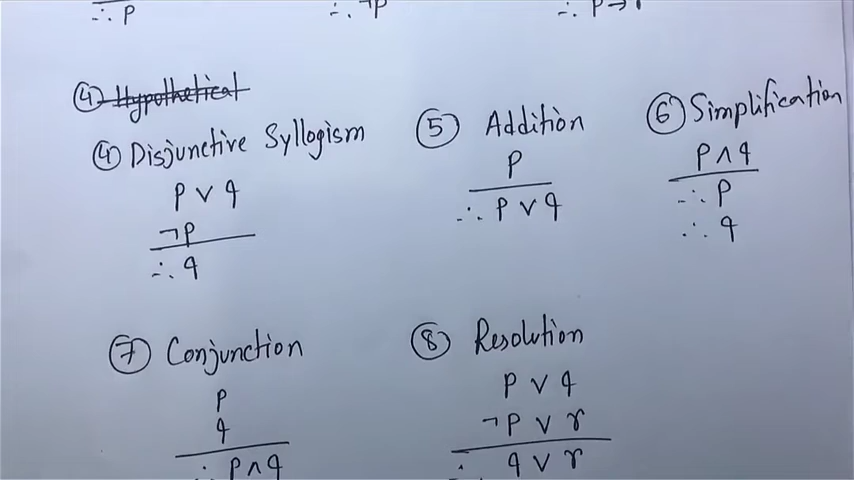 ∴ P
∴ ¬P
∴ P →
④ Hypothetical
④ Disjunctive Syllogism
P ∨ q
¬P
∴ q
⑤ Addition
P
∴ P ∨ q
⑥ Simplification
P ∧ q
∴ P
∴ q
⑦ Conjunction
P
q
∴ P ∧ q
⑧ Resolution
P ∨ q
¬P ∨ r
∴ q ∨ r